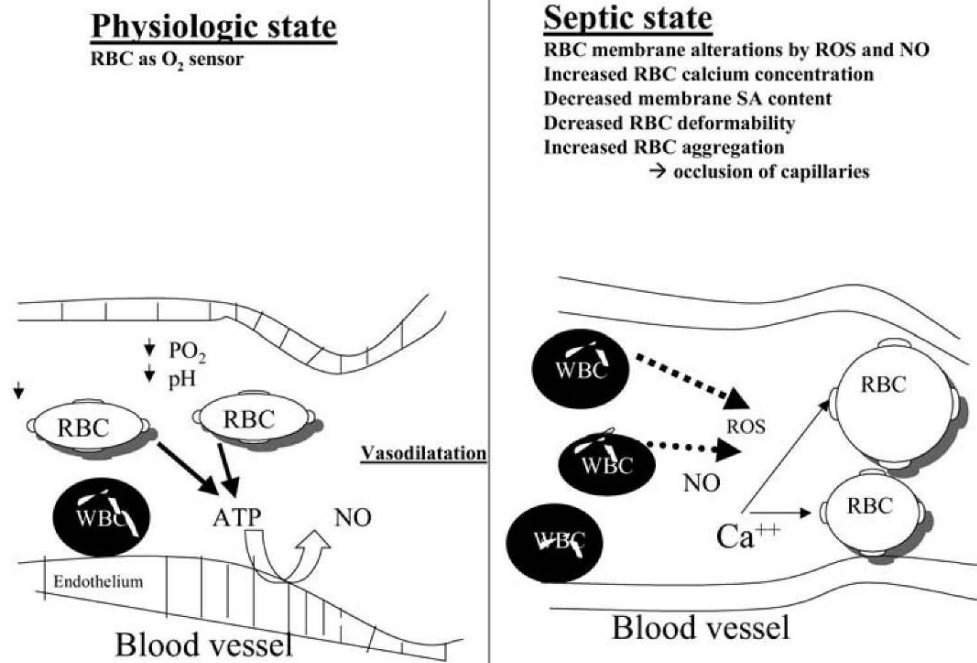 Physiologic state
RBC as O₂ sensor
PO₂
pH
RBC
RBC
Vasodilatation
WBC
ATP
NO
Endothelium
Blood vessel
Septic state
RBC membrane alterations by ROS and NO
Increased RBC calcium concentration
Decreased membrane SA content
Dcreased RBC deformability
Increased RBC aggregation
→ occlusion of capillaries
WBC
RBC
ROS
WBC
NO
RBC
Ca⁺⁺
WBC
Blood vessel